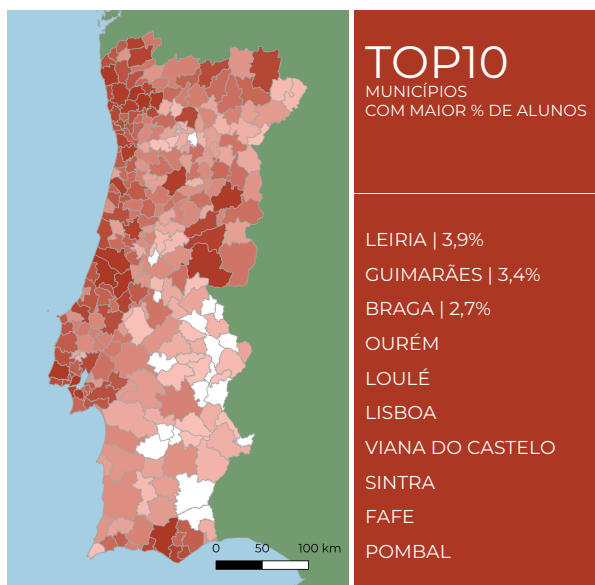 TOP10
MUNICÍPIOS
COM MAIOR % DE ALUNOS
LEIRIA | 3,9%
GUIMARÃES | 3,4%
BRAGA | 2,7%
OURÉM
LOULÉ
LISBOA
VIANA DO CASTELO
SINTRA
FAFE
POMBAL
0 50 100 km